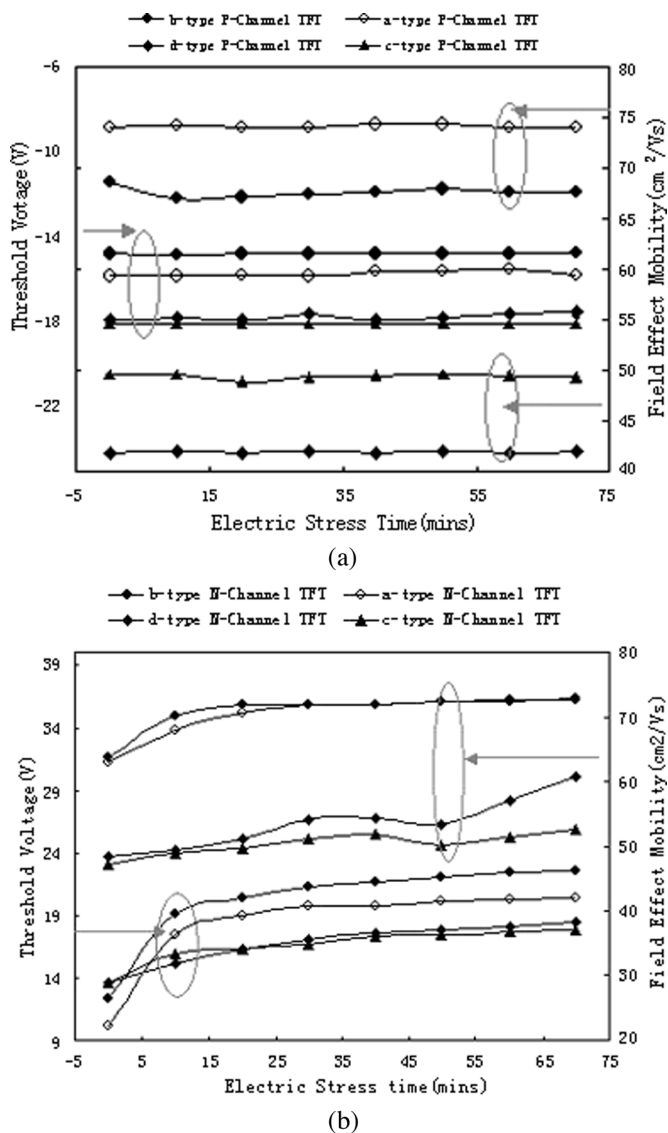 b-type P-Channel TFT a-type P-Channel TFT
d-type P-Channel TFT c-type P-Channel TFT
Threshold Votage(V)
-6
-10
-14
-18
-22
80
75
70
65
60
55
50
45
40
Field Effect Mobility(cm ²/Vs)
-5 15 35 55 75
Electric Stress Time(mins)
(a)
b-type N-Channel TFT a-type N-Channel TFT
d-type N-Channel TFT c-type N-Channel TFT
Threshold Voltage(V)
39
34
29
24
19
14
9
80
70
60
50
40
30
20
Field Effect Mobility(cm2/Vs)
-5 5 15 25 35 45 55 65 75
Electric Stress time(mins)
(b)